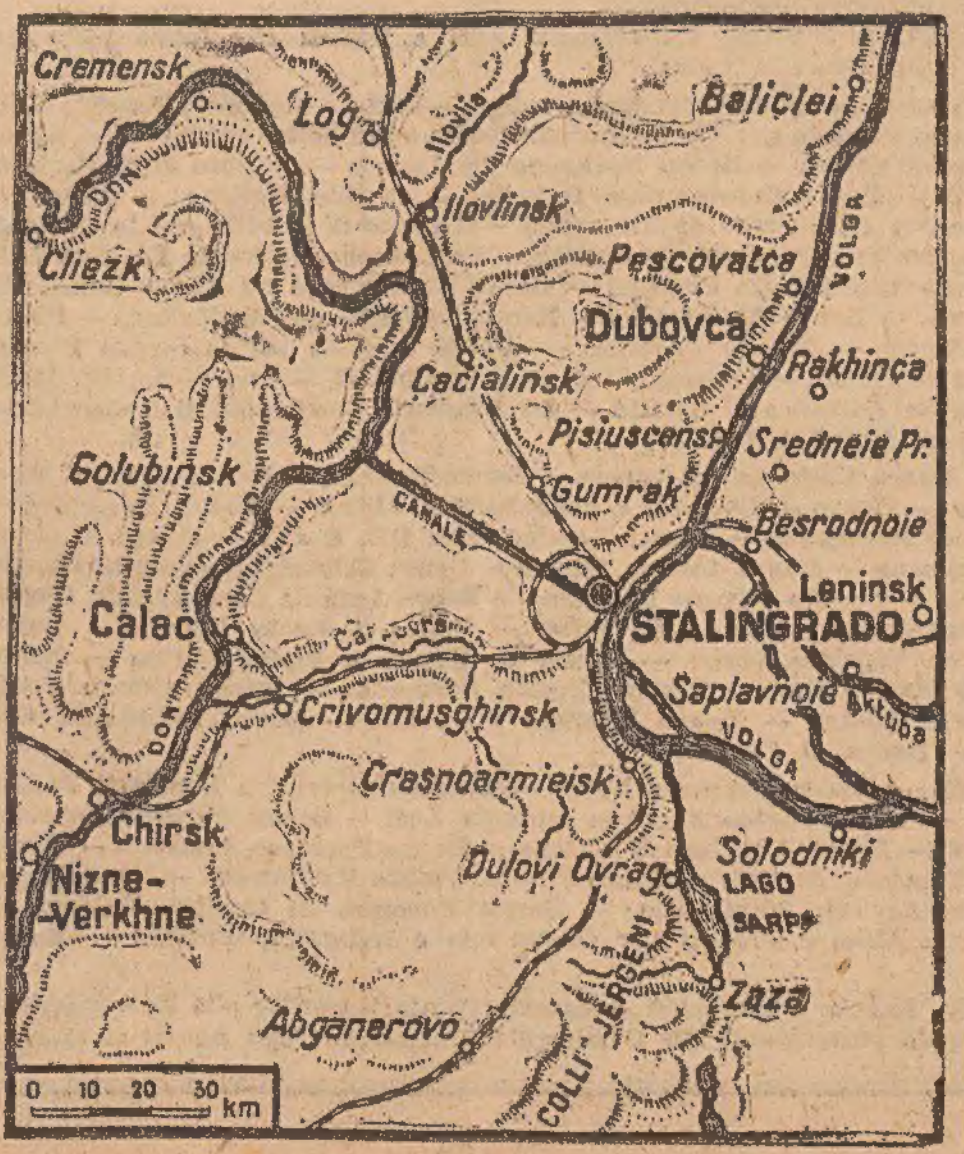 Cremensk
Log
Ilovlia
Baliclei
DON
Ilovlinsk
VOLGA
Cliezk
Pescovatca
Dubovca
Cacialinsk
Rakhinca
Pisiuscens
Sredneie Pr.
Golubinsk
Gumrak
CANALE
Besrodnoie
Leninsk
Calac
STALINGRADO
Saplavnoie
Aktuba
Crivomusghinsk
DON
VOLGA
Crasnoarmieisk
Chirsk
Solodniki
Dulovi Ovrag
LAGO
Nizne-
-Verkhne
SARPA
COLLI JERGENI
Zaza
Abganerovo
0 10 20 30
km